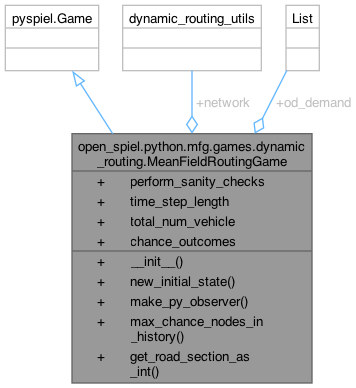 pyspiel.Game
dynamic_routing_utils
List
+network
+od_demand
open_spiel.python.mfg.games.dynamic
_routing.MeanFieldRoutingGame
+ perform_sanity_checks
+ time_step_length
+ total_num_vehicle
+ chance_outcomes
+ __init__()
+ new_initial_state()
+ make_py_observer()
+ max_chance_nodes_in
_history()
+ get_road_section_as
_int()